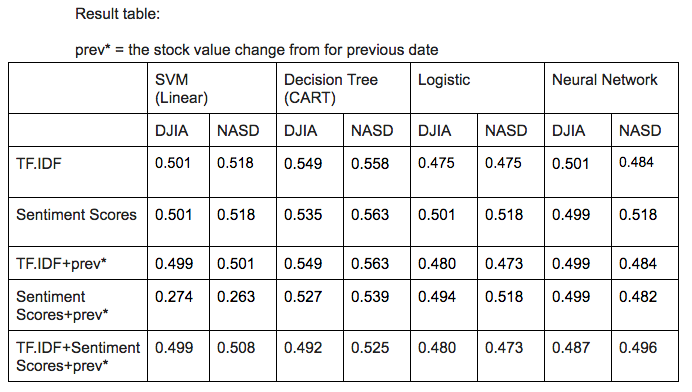 Result table:
prev* = the stock value change from for previous date
SVM (Linear) Decision Tree (CART) Logistic Neural Network
DJIA NASD DJIA NASD DJIA NASD DJIA NASD
TF.IDF 0.501 0.518 0.549 0.558 0.475 0.475 0.501 0.484
Sentiment Scores 0.501 0.518 0.535 0.563 0.501 0.518 0.499 0.518
TF.IDF+prev* 0.499 0.501 0.549 0.563 0.480 0.473 0.499 0.484
Sentiment Scores+prev* 0.274 0.263 0.527 0.539 0.494 0.518 0.499 0.482
TF.IDF+Sentiment Scores+prev* 0.499 0.508 0.492 0.525 0.480 0.473 0.487 0.496